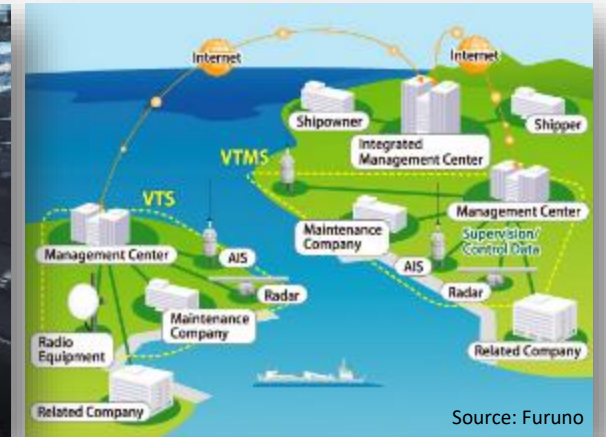 Internet
Internet
Shipowner
Shipper
Integrated
Management Center
VTMS
VTS
Management Center
Management Center
Maintenance
Company
Supervision/
Control Data
AIS
AIS
Radar
Radar
Maintenance
Company
Radio
Equipment
Related Company
Related Company
Source: Furuno